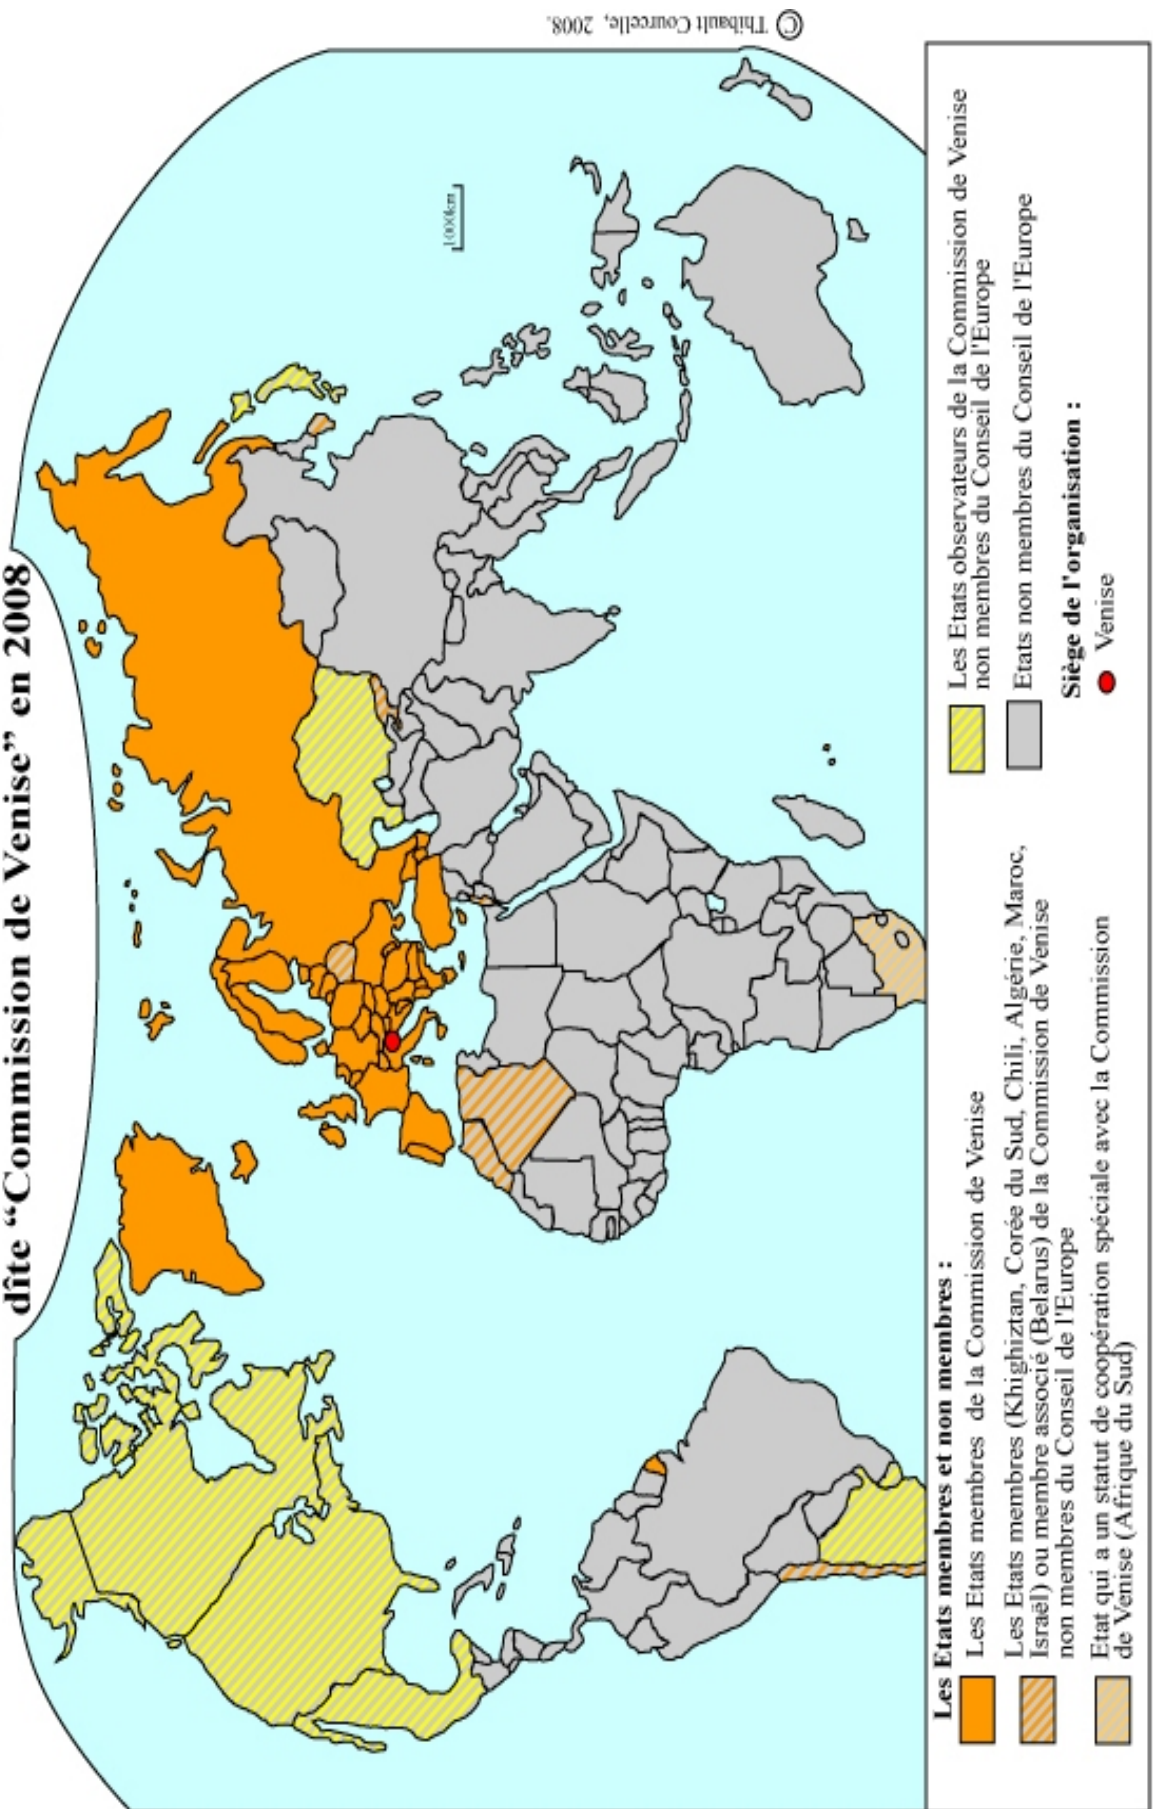 dîte “Commission de Venise” en 2008
© Thibault Courcelle, 2008.
1000km
Les Etats membres et non membres :
Les Etats membres de la Commission de Venise
Les Etats membres (Khighiztan, Corée du Sud, Chili, Algérie, Maroc,
Israël) ou membre associé (Belarus) de la Commission de Venise
non membres du Conseil de l'Europe
Etat qui a un statut de coopération spéciale avec la Commission
de Venise (Afrique du Sud)
Les Etats observateurs de la Commission de Venise
non membres du Conseil de l'Europe
Etats non membres du Conseil de l'Europe
Siège de l'organisation :
Venise